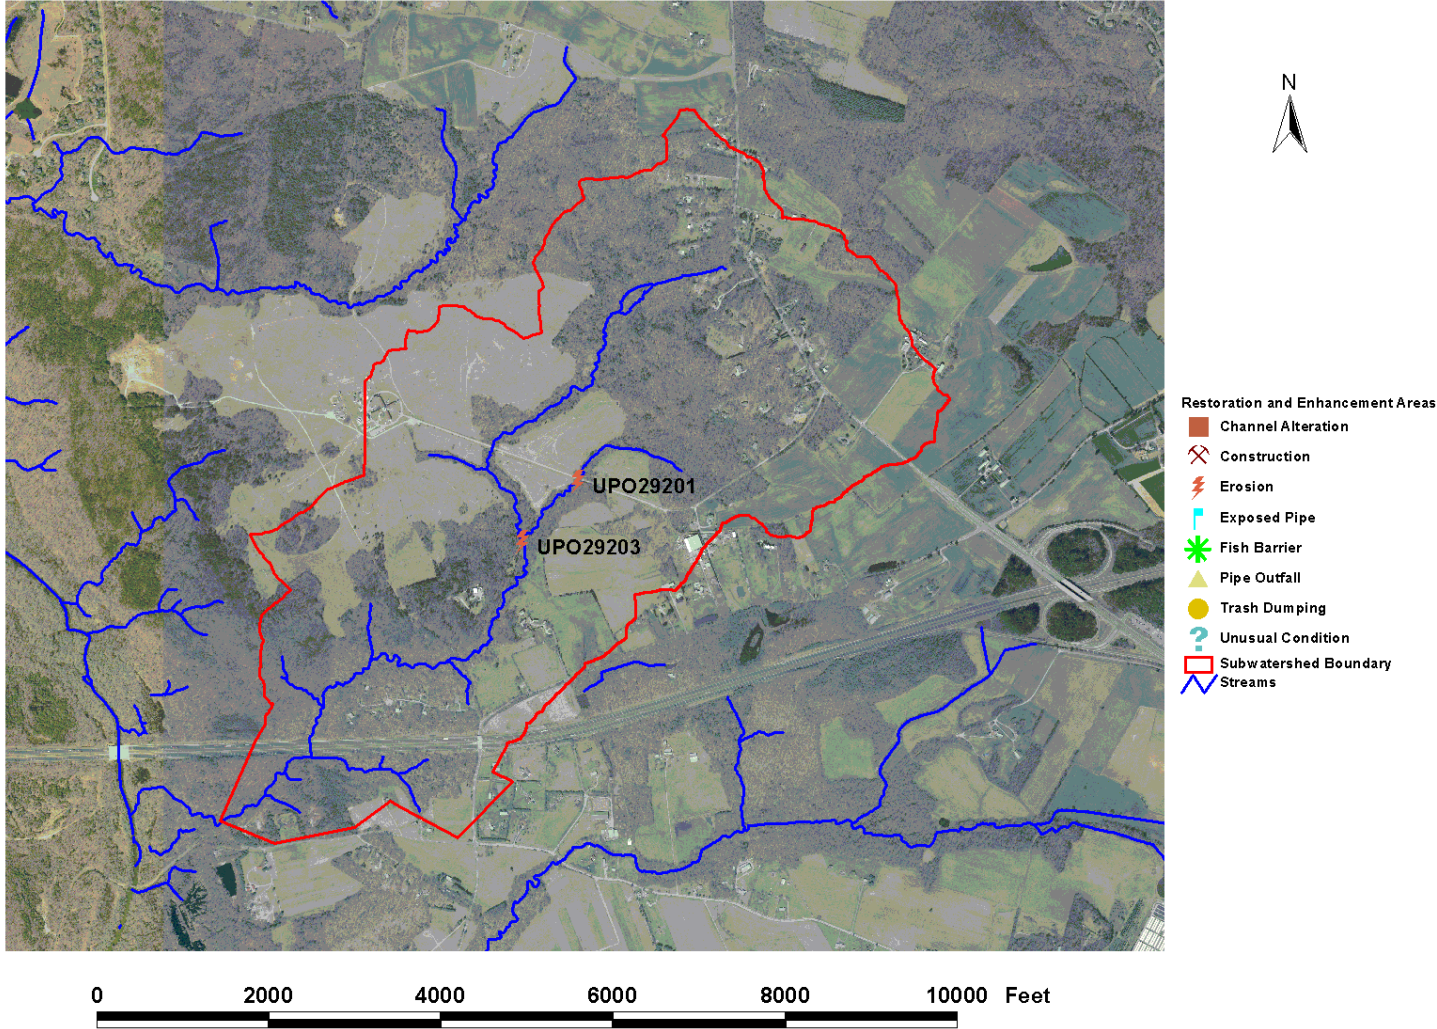 N
UPO29201
UPO29203
Restoration and Enhancement Areas
Channel Alteration
Construction
Erosion
Exposed Pipe
Fish Barrier
Pipe Outfall
Trash Dumping
? Unusual Condition
Subwatershed Boundary
Streams
0 2000 4000 6000 8000 10000 Feet